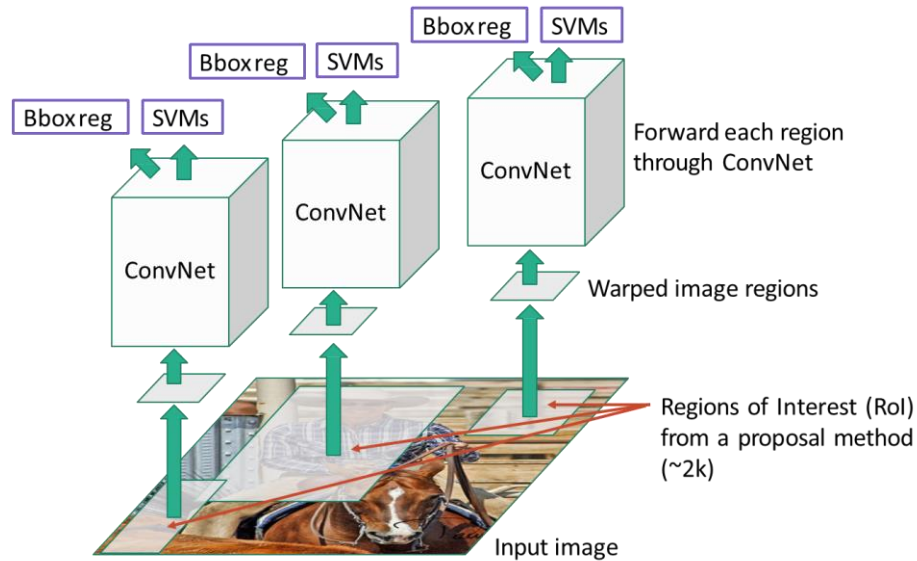 Bbox reg
SVMs
Bbox reg
SVMs
Bbox reg
SVMs
ConvNet
ConvNet
ConvNet
Forward each region
through ConvNet
Warped image regions
Regions of Interest (RoI)
from a proposal method
(~2k)
Input image